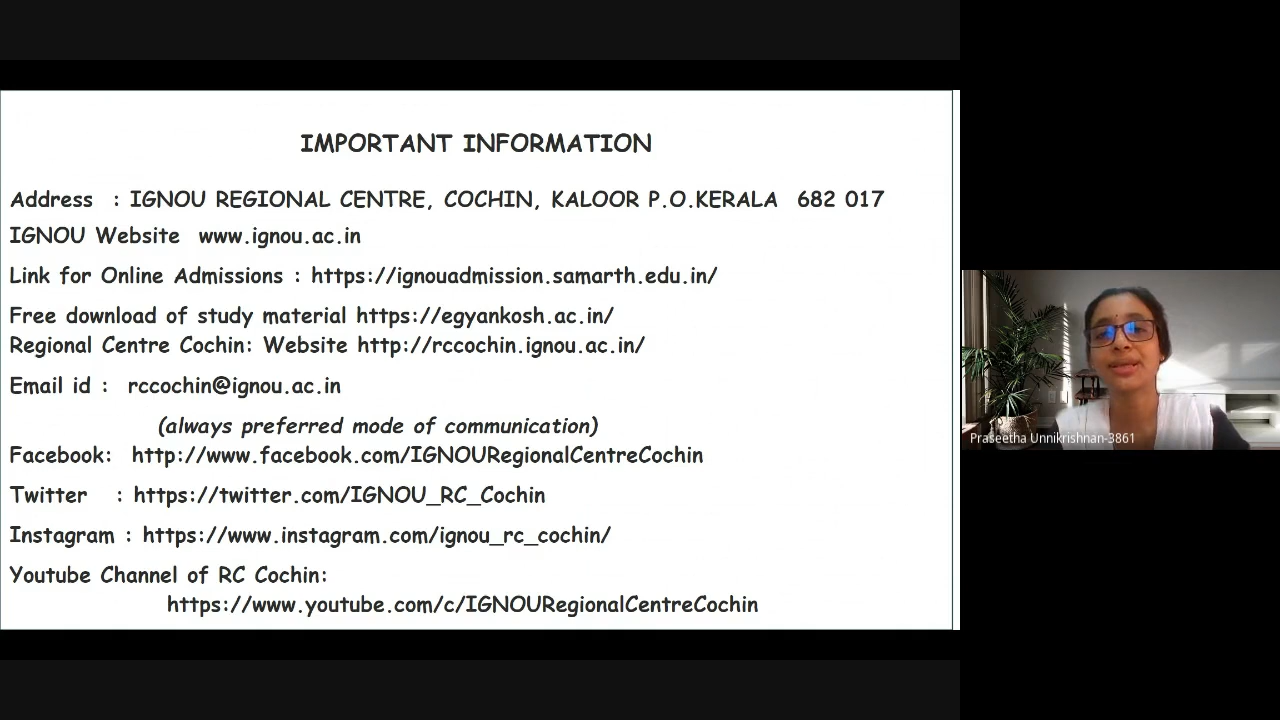 IMPORTANT INFORMATION
Address : IGNOU REGIONAL CENTRE, COCHIN, KALOOR P.O.KERALA 682 017
IGNOU Website www.ignou.ac.in
Link for Online Admissions : https://ignouadmission.samarth.edu.in/
Free download of study material https://egyankosh.ac.in/
Regional Centre Cochin: Website http://rccochin.ignou.ac.in/
Email id : rccochin@ignou.ac.in
(always preferred mode of communication)
Facebook: http://www.facebook.com/IGNOURegionalCentreCochin
Twitter : https://twitter.com/IGNOU_RC_Cochin
Instagram : https://www.instagram.com/ignou_rc_cochin/
Youtube Channel of RC Cochin:
https://www.youtube.com/c/IGNOURegionalCentreCochin
Praseetha Unnikrishnan-3861